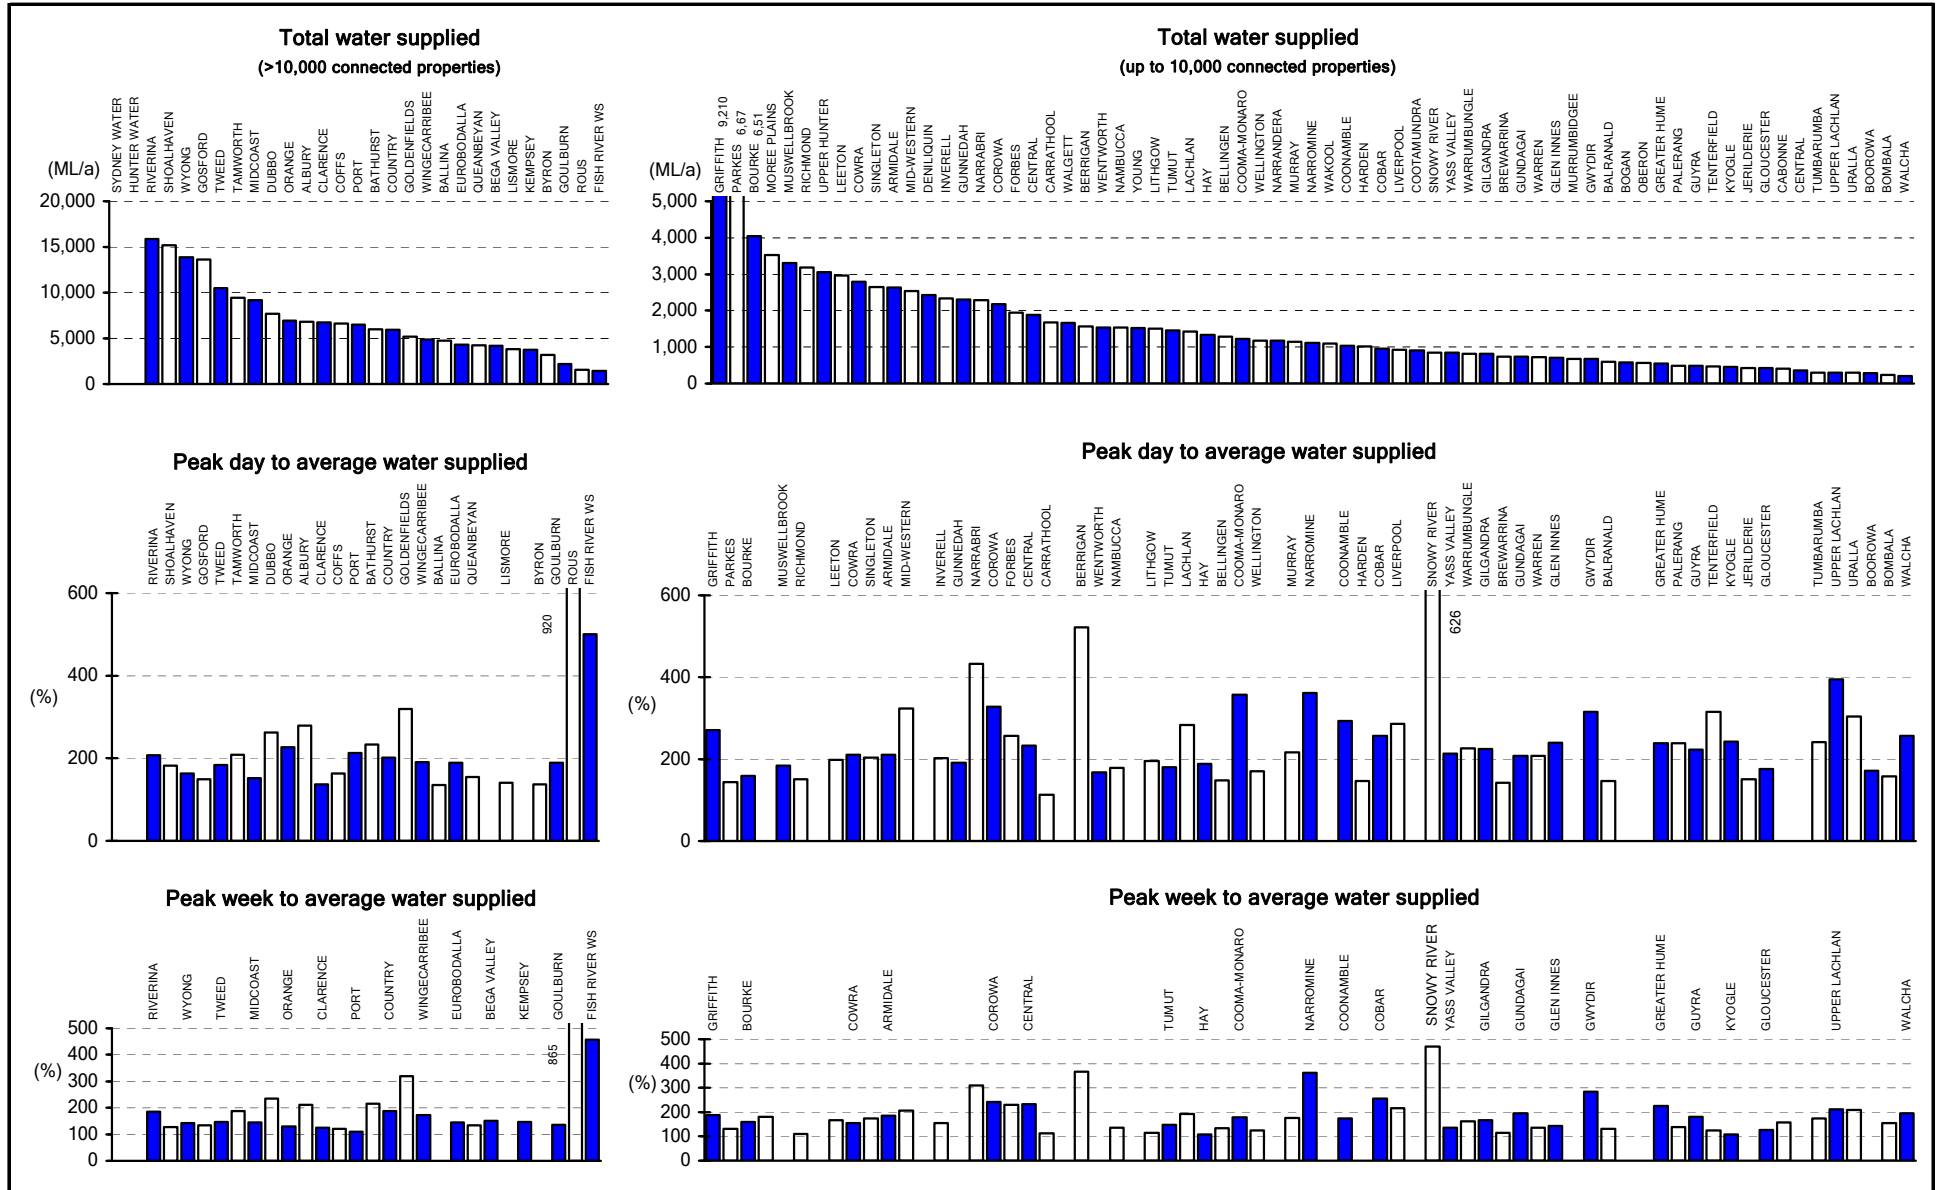 Total water supplied
(>10,000 connected properties)
(ML/a)
SYDNEY WATER
HUNTER WATER
RIVERINA
SHOALHAVEN
WYONG
GOSFORD
TWEED
TAMWORTH
MIDCOAST
DUBBO
ORANGE
ALBURY
CLARENCE
COFFS
PORT
BATHURST
COUNTRY
GOLDENFIELDS
WINGECARRIBEE
BALLINA
EUROBODALLA
QUEANBEYAN
BEGA VALLEY
LISMORE
KEMPSEY
BYRON
GOULBURN
ROUS
FISH RIVER WS
20,000
15,000
10,000
5,000
0
Total water supplied
(up to 10,000 connected properties)
(ML/a)
GRIFFITH 9,210
PARKES 6,67
BOURKE 6,51
MOREE PLAINS
MUSWELLBROOK
RICHMOND
UPPER HUNTER
LEETON
COWRA
SINGLETON
ARMIDALE
MID-WESTERN
DENILIQUIN
INVERELL
GUNNEDAH
NARRABRI
COROWA
FORBES
CENTRAL
CARRATHOOL
WALGETT
BERRIGAN
WENTWORTH
NAMBUCCA
YOUNG
LITHGOW
TUMUT
LACHLAN
HAY
BELLINGEN
COOMA-MONARO
WELLINGTON
NARRANDERA
MURRAY
NARROMINE
WAKOOL
COONAMBLE
HARDEN
COBAR
LIVERPOOL
COOTAMUNDRA
SNOWY RIVER
YASS VALLEY
WARRUMBUNGLE
GILGANDRA
BREWARRINA
GUNDAGAI
WARREN
GLEN INNES
MURRUMBIDGEE
GWYDIR
BALRANALD
BOGAN
OBERON
GREATER HUME
PALERANG
GUYRA
TENTERFIELD
KYOGLE
JERILDERIE
GLOUCESTER
CABONNE
CENTRAL
TUMBARUMBA
UPPER LACHLAN
URALLA
BOOROWA
BOMBALA
WALCHA
5,000
4,000
3,000
2,000
1,000
0
Peak day to average water supplied
RIVERINA
SHOALHAVEN
WYONG
GOSFORD
TWEED
TAMWORTH
MIDCOAST
DUBBO
ORANGE
ALBURY
CLARENCE
COFFS
PORT
BATHURST
COUNTRY
GOLDENFIELDS
WINGECARRIBEE
BALLINA
EUROBODALLA
QUEANBEYAN
LISMORE
BYRON
GOULBURN
ROUS
FISH RIVER WS
600
400
200
0
(%)
920
Peak day to average water supplied
GRIFFITH
PARKES
BOURKE
MUSWELLBROOK
RICHMOND
LEETON
COWRA
SINGLETON
ARMIDALE
MID-WESTERN
INVERELL
GUNNEDAH
NARRABRI
COROWA
FORBES
CENTRAL
CARRATHOOL
BERRIGAN
WENTWORTH
NAMBUCCA
LITHGOW
TUMUT
LACHLAN
HAY
BELLINGEN
COOMA-MONARO
WELLINGTON
MURRAY
NARROMINE
COONAMBLE
HARDEN
COBAR
LIVERPOOL
SNOWY RIVER
YASS VALLEY
WARRUMBUNGLE
GILGANDRA
BREWARRINA
GUNDAGAI
WARREN
GLEN INNES
GWYDIR
BALRANALD
GREATER HUME
PALERANG
GUYRA
TENTERFIELD
KYOGLE
JERILDERIE
GLOUCESTER
TUMBARUMBA
UPPER LACHLAN
URALLA
BOOROWA
BOMBALA
WALCHA
600
400
200
0
(%)
626
Peak week to average water supplied
RIVERINA
WYONG
TWEED
MIDCOAST
ORANGE
CLARENCE
PORT
COUNTRY
WINGECARRIBEE
EUROBODALLA
BEGA VALLEY
KEMPSEY
GOULBURN
FISH RIVER WS
500
400
300
200
100
0
(%)
865
Peak week to average water supplied
GRIFFITH
BOURKE
COWRA
ARMIDALE
COROWA
CENTRAL
TUMUT
HAY
COOMA-MONARO
NARROMINE
COONAMBLE
COBAR
SNOWY RIVER
YASS VALLEY
GILGANDRA
GUNDAGAI
GLEN INNES
GWYDIR
GREATER HUME
GUYRA
KYOGLE
GLOUCESTER
UPPER LACHLAN
WALCHA
500
400
300
200
100
0
(%)